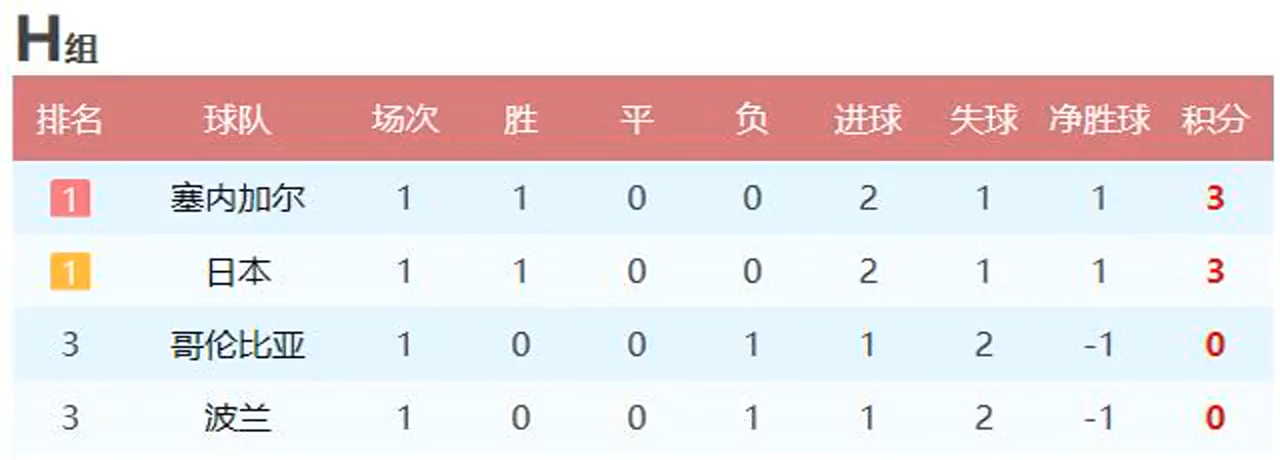 H组
排名 球队 场次 胜 平 负 进球 失球 净胜球 积分
1 塞内加尔 1 1 0 0 2 1 1 3
1 日本 1 1 0 0 2 1 1 3
3 哥伦比亚 1 0 0 1 1 2 -1 0
3 波兰 1 0 0 1 1 2 -1 0